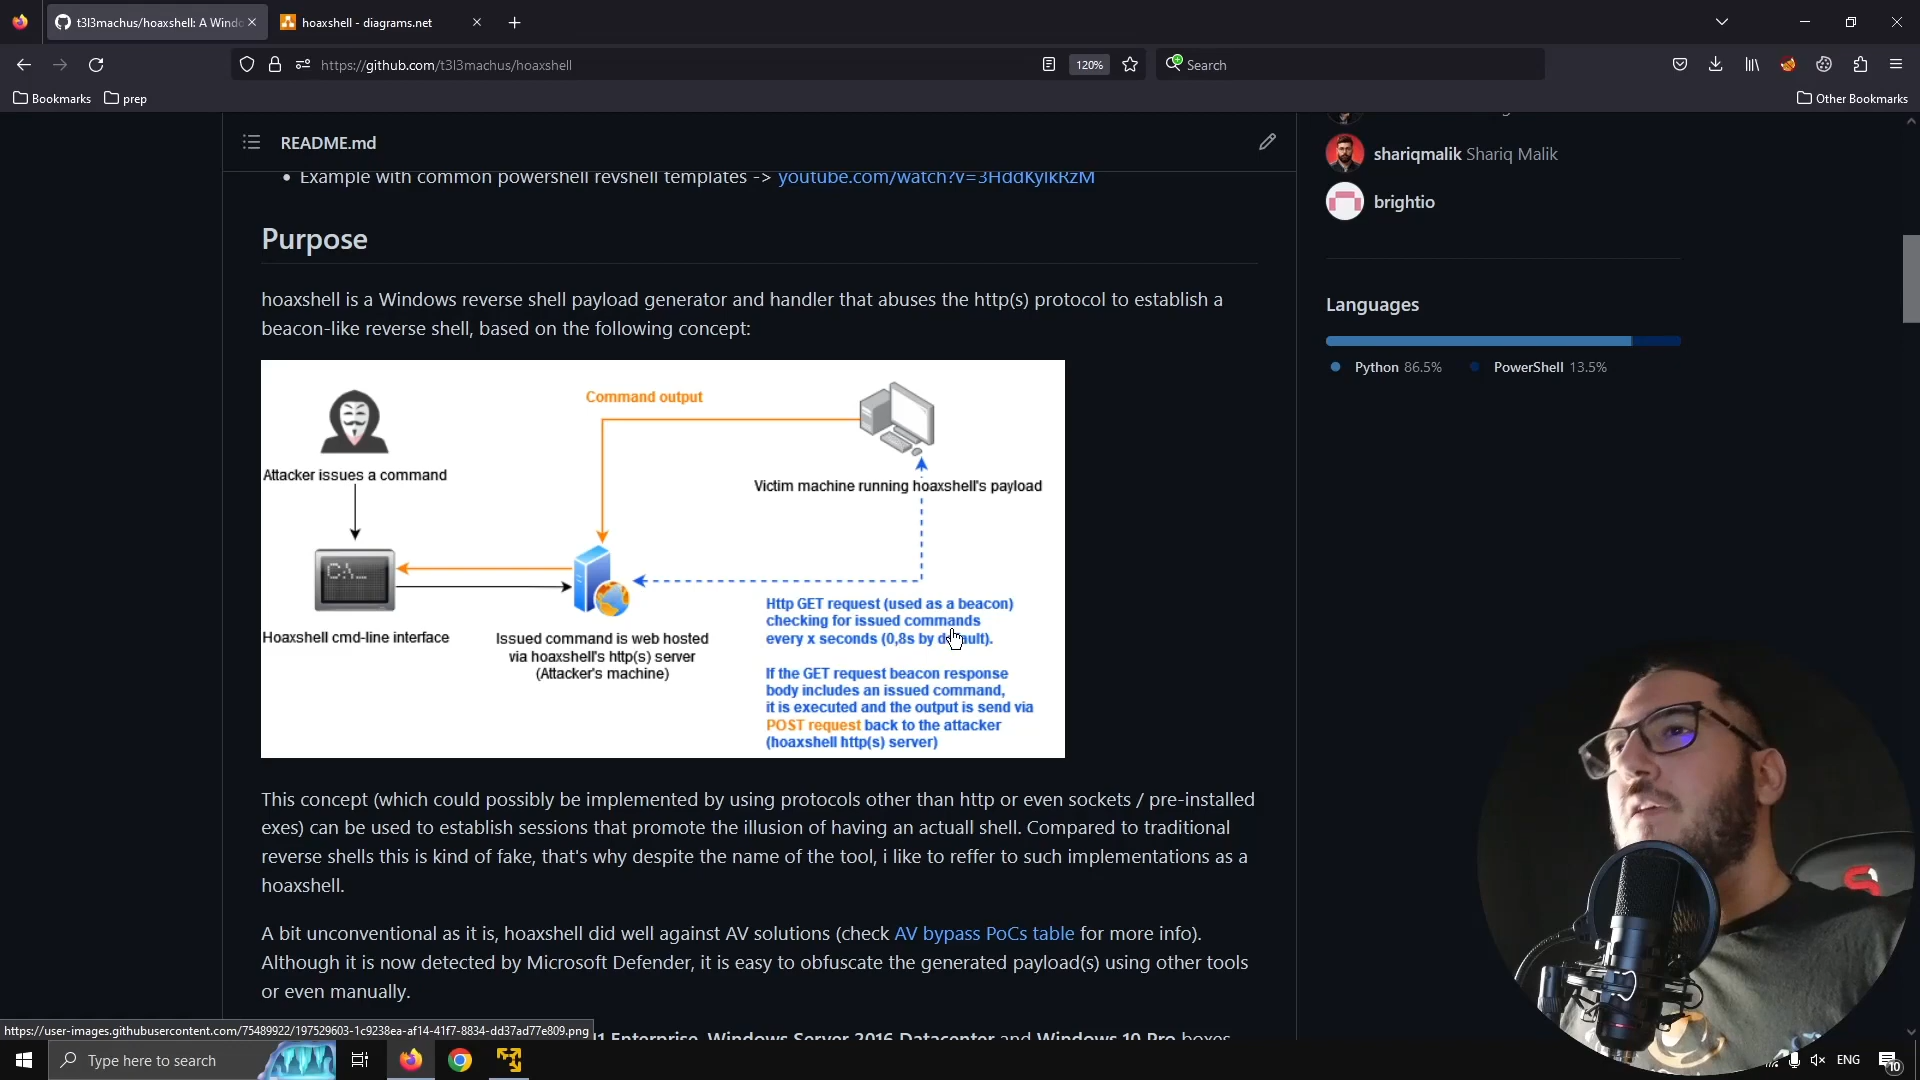 t3l3machus/hoaxshell: A Windo
hoaxshell - diagrams.net
https://github.com/t3l3machus/hoaxshell
120%
Search
Bookmarks
prep
Other Bookmarks
README.md
Example with common powershell revshell templates -> youtube.com/watch?v=3HddKylkRzM
Purpose
hoaxshell is a Windows reverse shell payload generator and handler that abuses the http(s) protocol to establish a
beacon-like reverse shell, based on the following concept:
Command output
Attacker issues a command
Victim machine running hoaxshell's payload
C:\_
Hoaxshell cmd-line interface
Issued command is web hosted
via hoaxshell's http(s) server
(Attacker's machine)
Http GET request (used as a beacon)
checking for issued commands
every x seconds (0,8s by default).
If the GET request beacon response
body includes an issued command,
it is executed and the output is send via
POST request back to the attacker
(hoaxshell http(s) server)
This concept (which could possibly be implemented by using protocols other than http or even sockets / pre-installed
exes) can be used to establish sessions that promote the illusion of having an actuall shell. Compared to traditional
reverse shells this is kind of fake, that's why despite the name of the tool, i like to reffer to such implementations as a
hoaxshell.
A bit unconventional as it is, hoaxshell did well against AV solutions (check AV bypass PoCs table for more info).
Although it is now detected by Microsoft Defender, it is easy to obfuscate the generated payload(s) using other tools
or even manually.
11 Enterprise, Windows Server 2016 Datacenter and Windows 10 Pro boxes
shariqmalik Shariq Malik
brightio
Languages
Python 86.5%
PowerShell 13.5%
https://user-images.githubusercontent.com/75489922/197529603-1c9238ea-af14-41f7-8834-dd37ad77e809.png
Type here to search
ENG
10